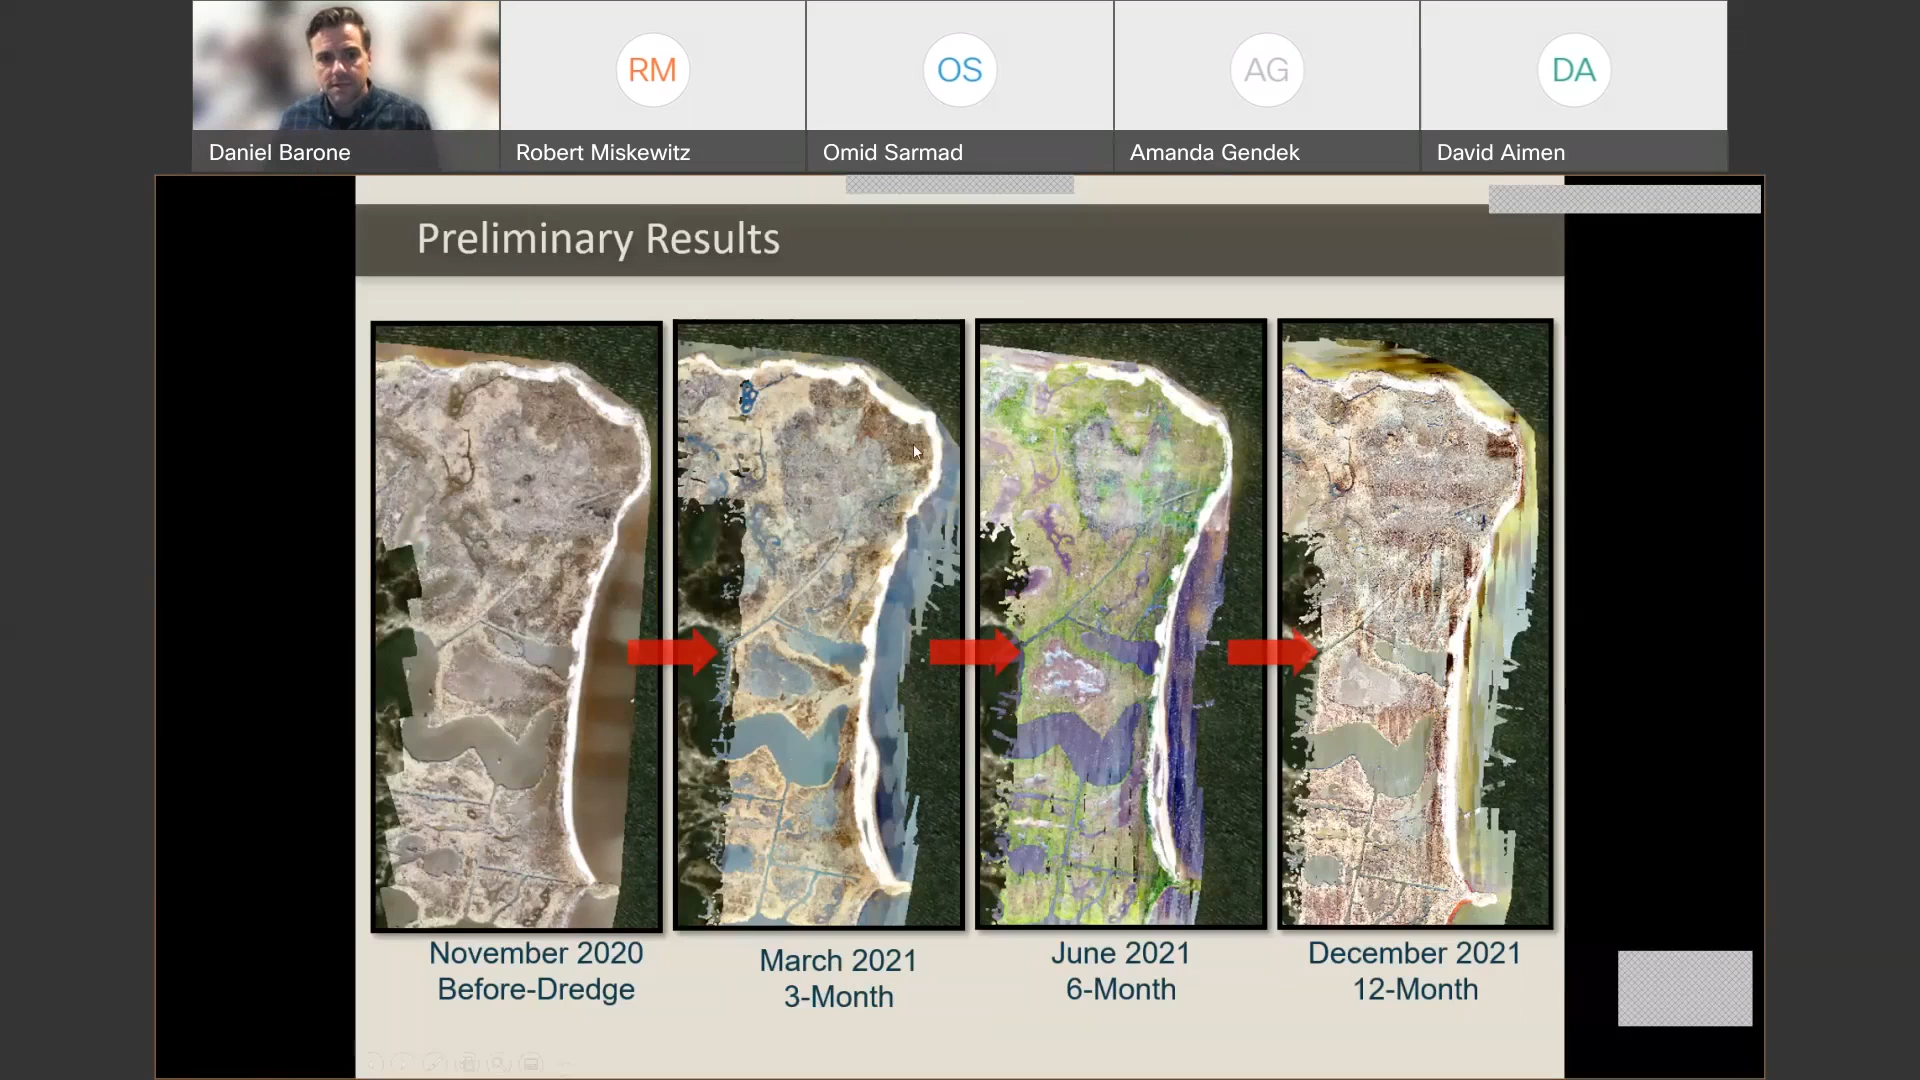 RM
OS
AG
DA
Daniel Barone
Robert Miskewitz
Omid Sarmad
Amanda Gendek
David Aimen
Preliminary Results
November 2020
Before-Dredge
March 2021
3-Month
June 2021
6-Month
December 2021
12-Month